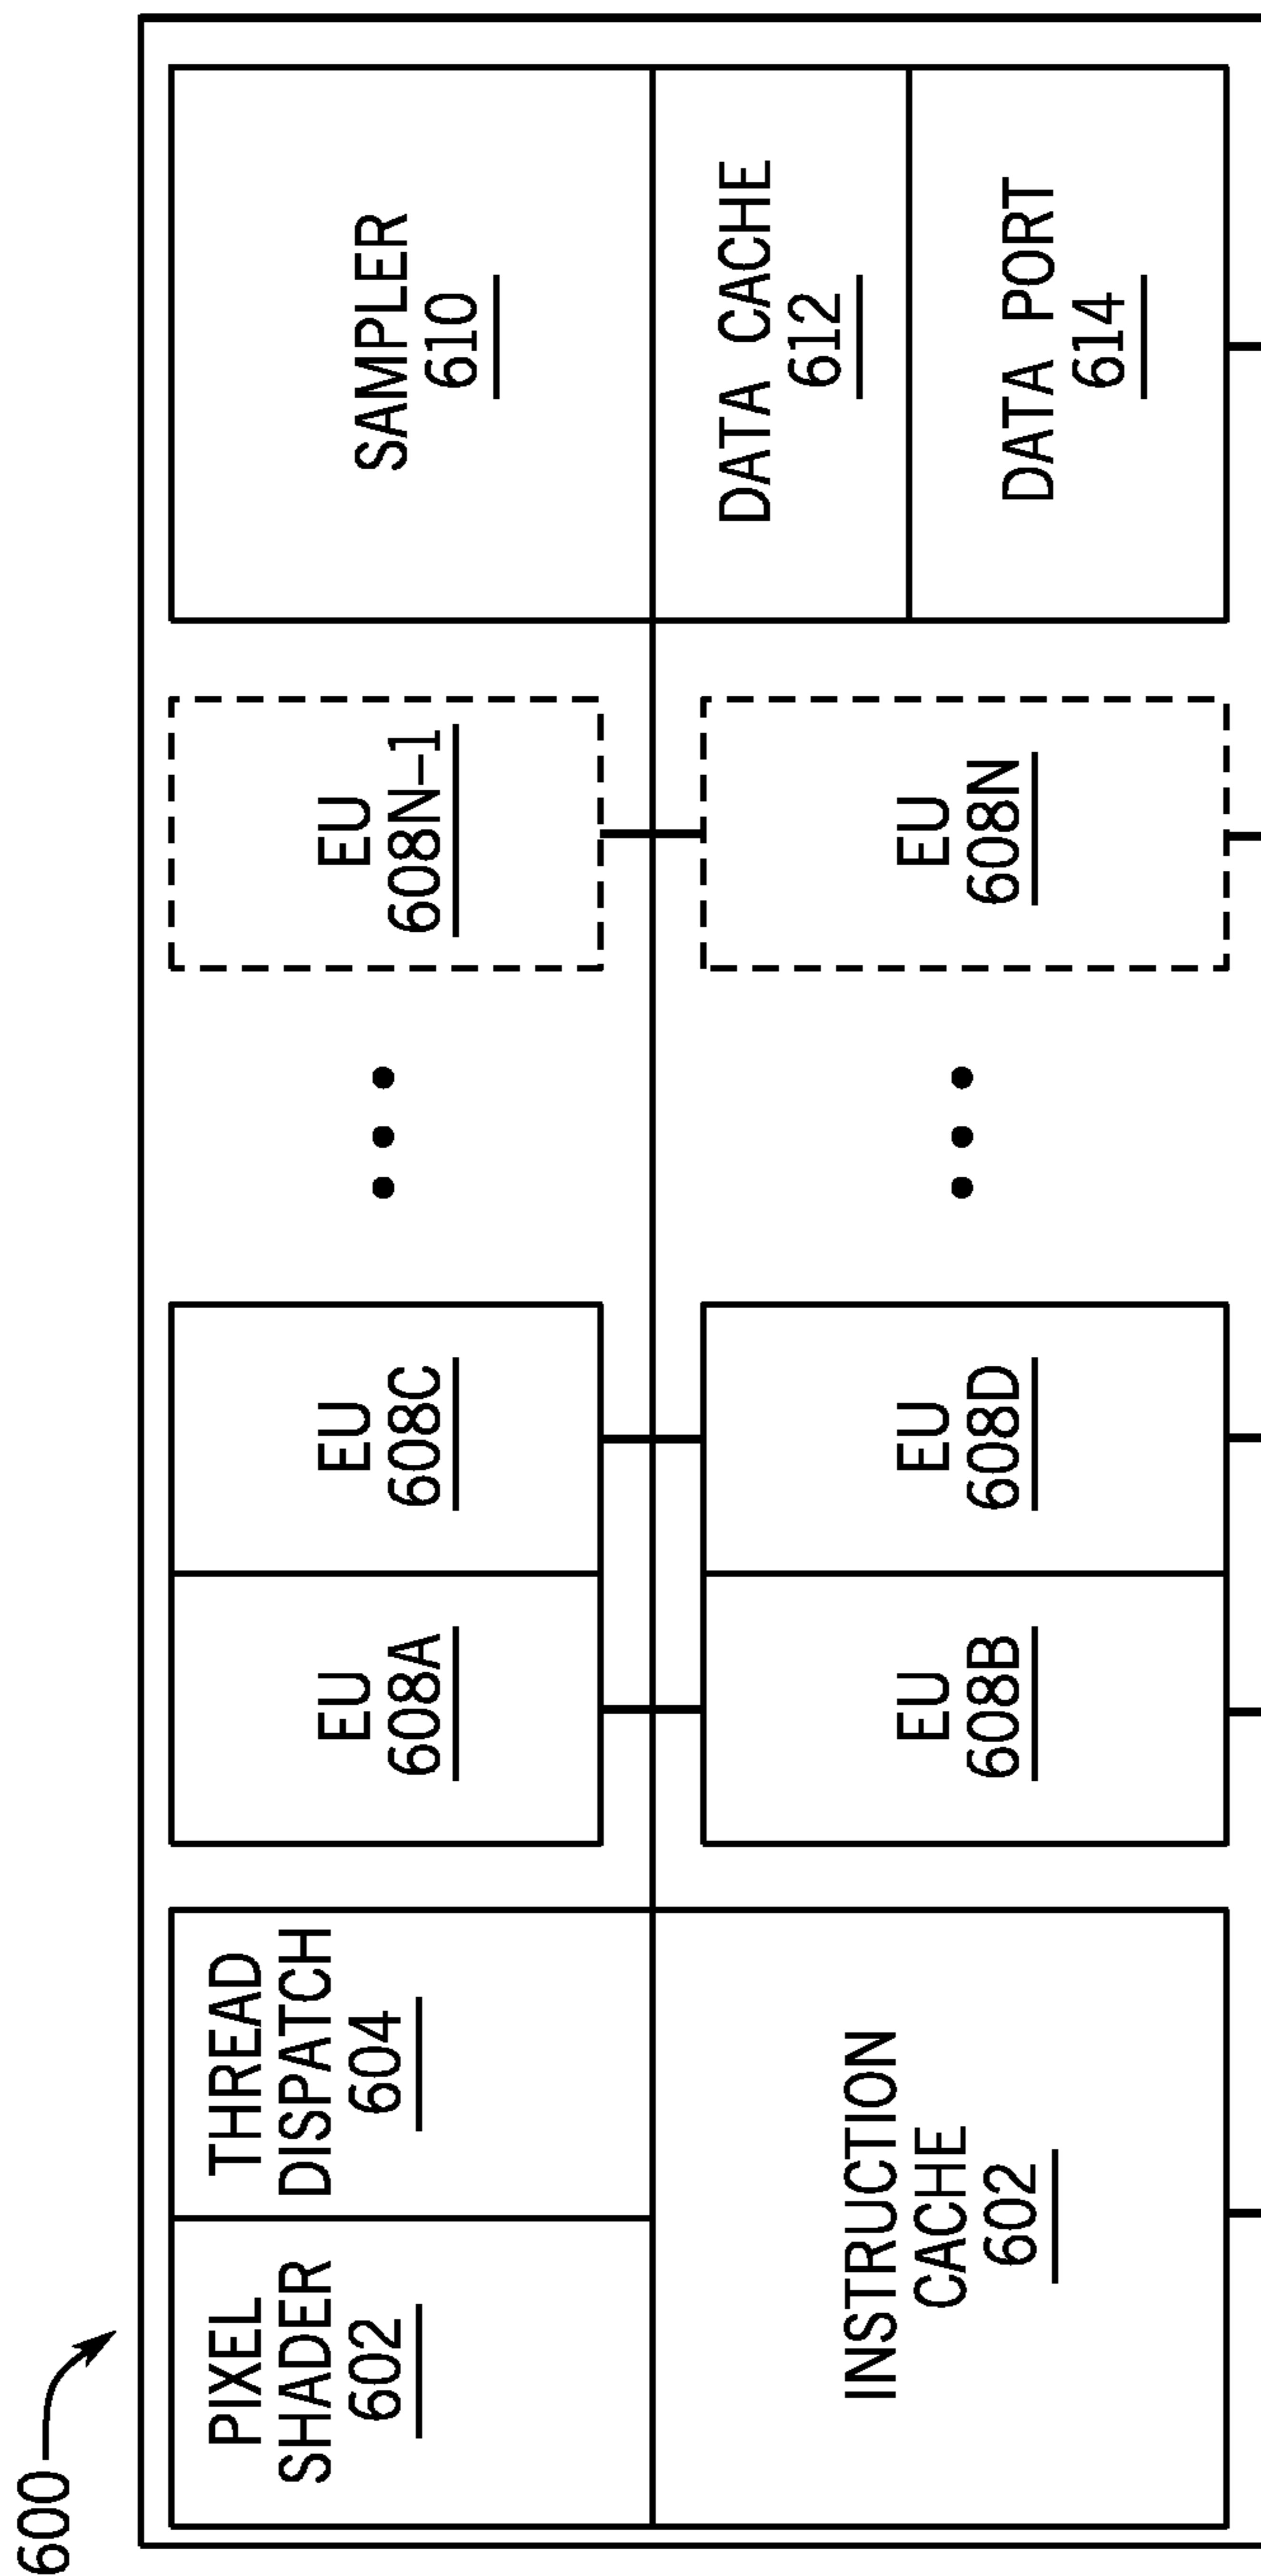 600
PIXEL
SHADER
602
THREAD
DISPATCH
604
INSTRUCTION
CACHE
602
EU
608A
EU
608C
EU
608N-1
EU
608B
EU
608D
EU
608N
SAMPLER
610
DATA CACHE
612
DATA PORT
614